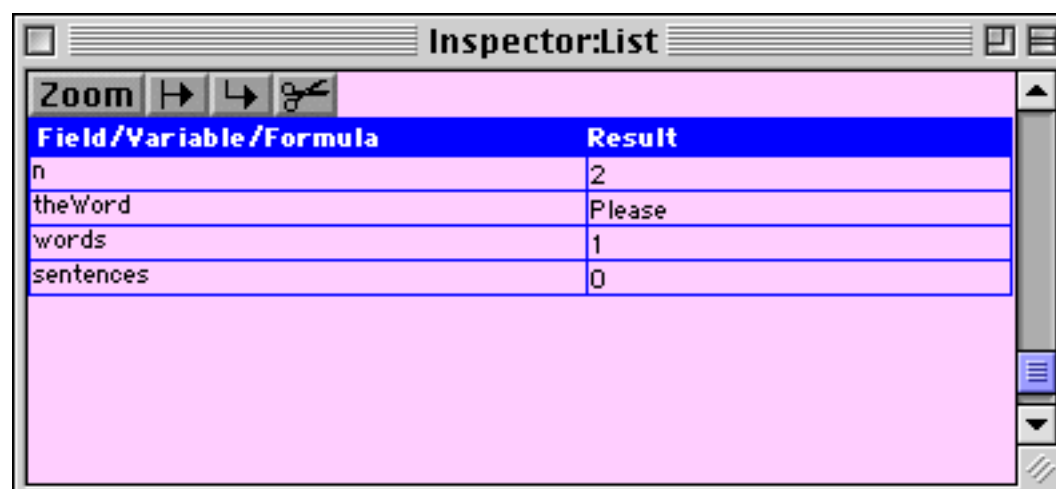 Inspector:List
Zoom
Field/Variable/Formula Result
n 2
theWord Please
words 1
sentences 0